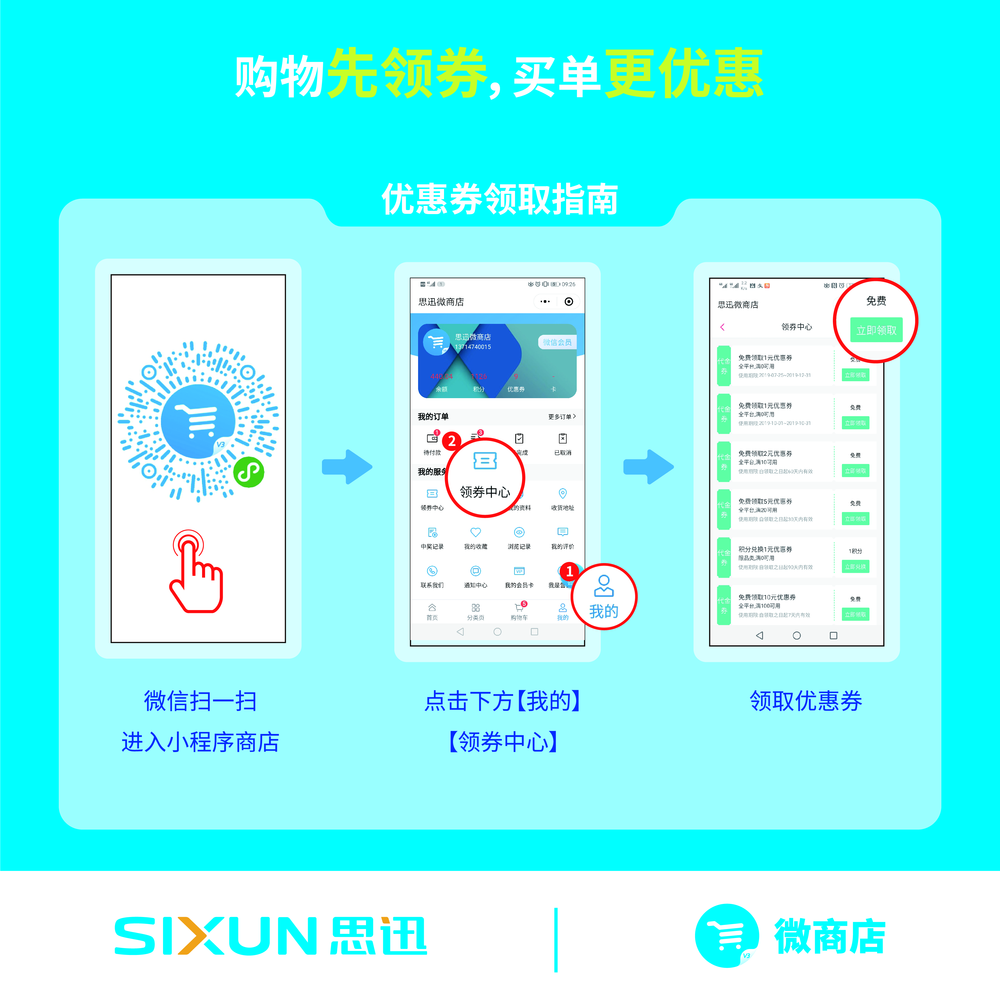 购物先领券,买单更优惠
优惠券领取指南
V3
微信扫一扫
进入小程序商店
1
5
09:26
思迅微商店
思迅微商店
13714740015
微信会员
440.04
1126
9
-
余额
积分
优惠券
卡
我的订单
更多订单
1
3
2
待付款
完成
已取消
我的服务
领券中心
领券中心
我的资料
收货地址
中奖记录
我的收藏
浏览记录
我的评价
1
联系我们
通知中心
我的会员卡
我是营
我的
5
首页
分类页
购物车
我的
点击下方【我的】
【领券中心】
2.2
K/s
思迅微商店
领券中心
免费
立即领取
代金券
免费领取1元优惠券
全平台,满0可用
使用期限:2019-07-25~2019-12-31
免费
立即领取
代金券
免费领取1元优惠券
全平台,满0可用
使用期限:2019-10-01~2019-10-31
免费
立即领取
代金券
免费领取2元优惠券
全平台,满10可用
使用期限:自领取之日起60天内有效
免费
立即领取
代金券
免费领取5元优惠券
全平台,满20可用
使用期限:自领取之日起30天内有效
免费
立即领取
代金券
积分兑换1元优惠券
限品类,满0可用
使用期限:自领取之日起90天内有效
1积分
立即兑换
代金券
免费领取10元优惠券
全平台,满100可用
使用期限:自领取之日起7天内有效
免费
立即领取
领取优惠券
SIXUN 思迅
V3
微商店